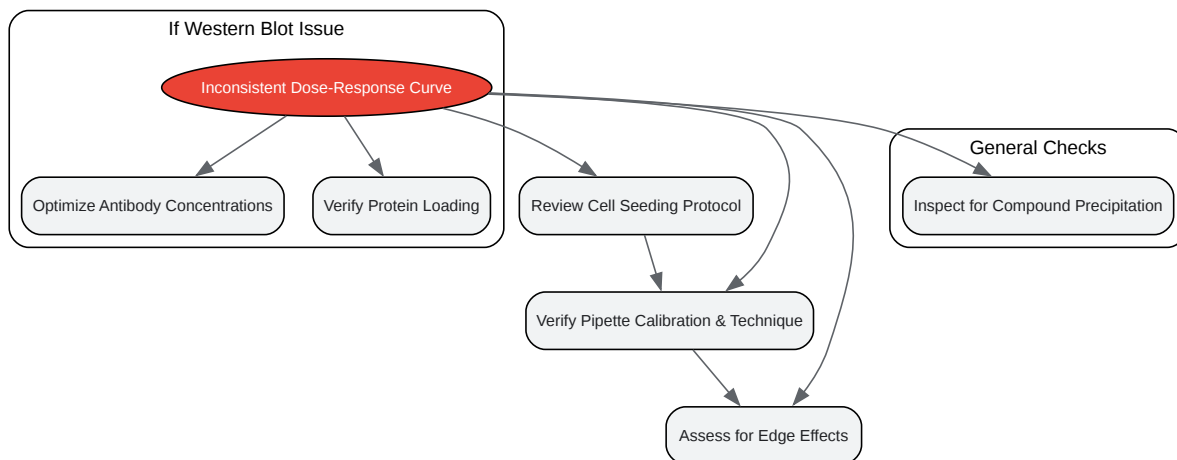 If Western Blot Issue
Inconsistent Dose-Response Curve
General Checks
Optimize Antibody Concentrations
Verify Protein Loading
Review Cell Seeding Protocol
Inspect for Compound Precipitation
Verify Pipette Calibration & Technique
Assess for Edge Effects